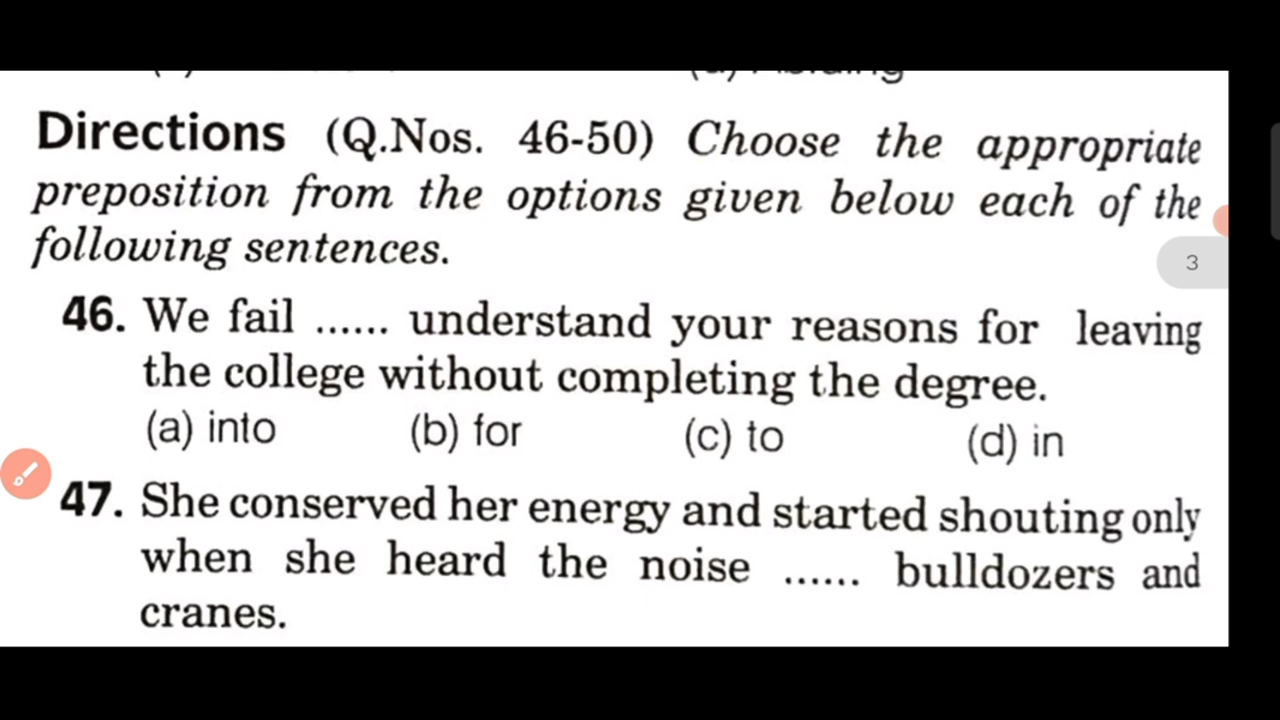 Directions (Q.Nos. 46-50) Choose the appropriate
preposition from the options given below each of the
following sentences.
46. We fail ...... understand your reasons for leaving
the college without completing the degree.
(a) into (b) for (c) to (d) in
3
47. She conserved her energy and started shouting only
when she heard the noise ...... bulldozers and
cranes.